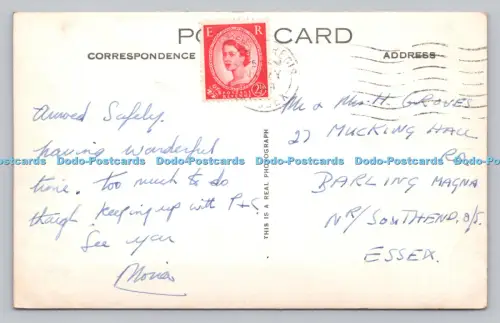 POST CARD
CORRESPONDENCE
ADDRESS
E R
2½
Arrived Safely.
having wonderful
time. too much to do
though. keeping up with P & S.
See you
THIS IS A REAL PHOTOGRAPH
Mr & Mrs H. GROVES
27 MUCKING HALL
RD
BARLING MAGNA
NR/SOUTHEND. O/S.
ESSEX.
Dodo-Postcards Dodo-Postcards Dodo-Postcards Dodo-Postcards Dodo-Postcards Dodo-Postcards